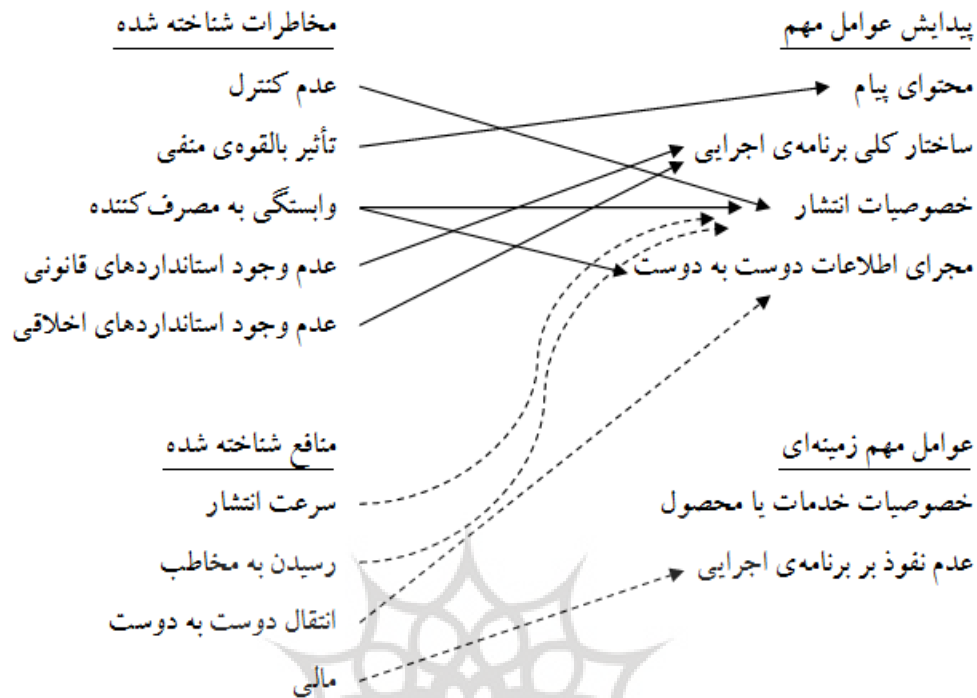 پیدایش عوامل مهم
محتوای پیام
ساختار کلی برنامه‌ی اجرایی
خصوصیات انتشار
مجرای اطلاعات دوست به دوست
مخاطرات شناخته شده
عدم کنترل
تأثیر بالقوه‌ی منفی
وابستگی به مصرف‌کننده
عدم وجود استانداردهای قانونی
عدم وجود استانداردهای اخلاقی
عوامل مهم زمینه‌ای
خصوصیات خدمات یا محصول
عدم نفوذ بر برنامه‌ی اجرایی
منافع شناخته شده
سرعت انتشار
رسیدن به مخاطب
انتقال دوست به دوست
مالی